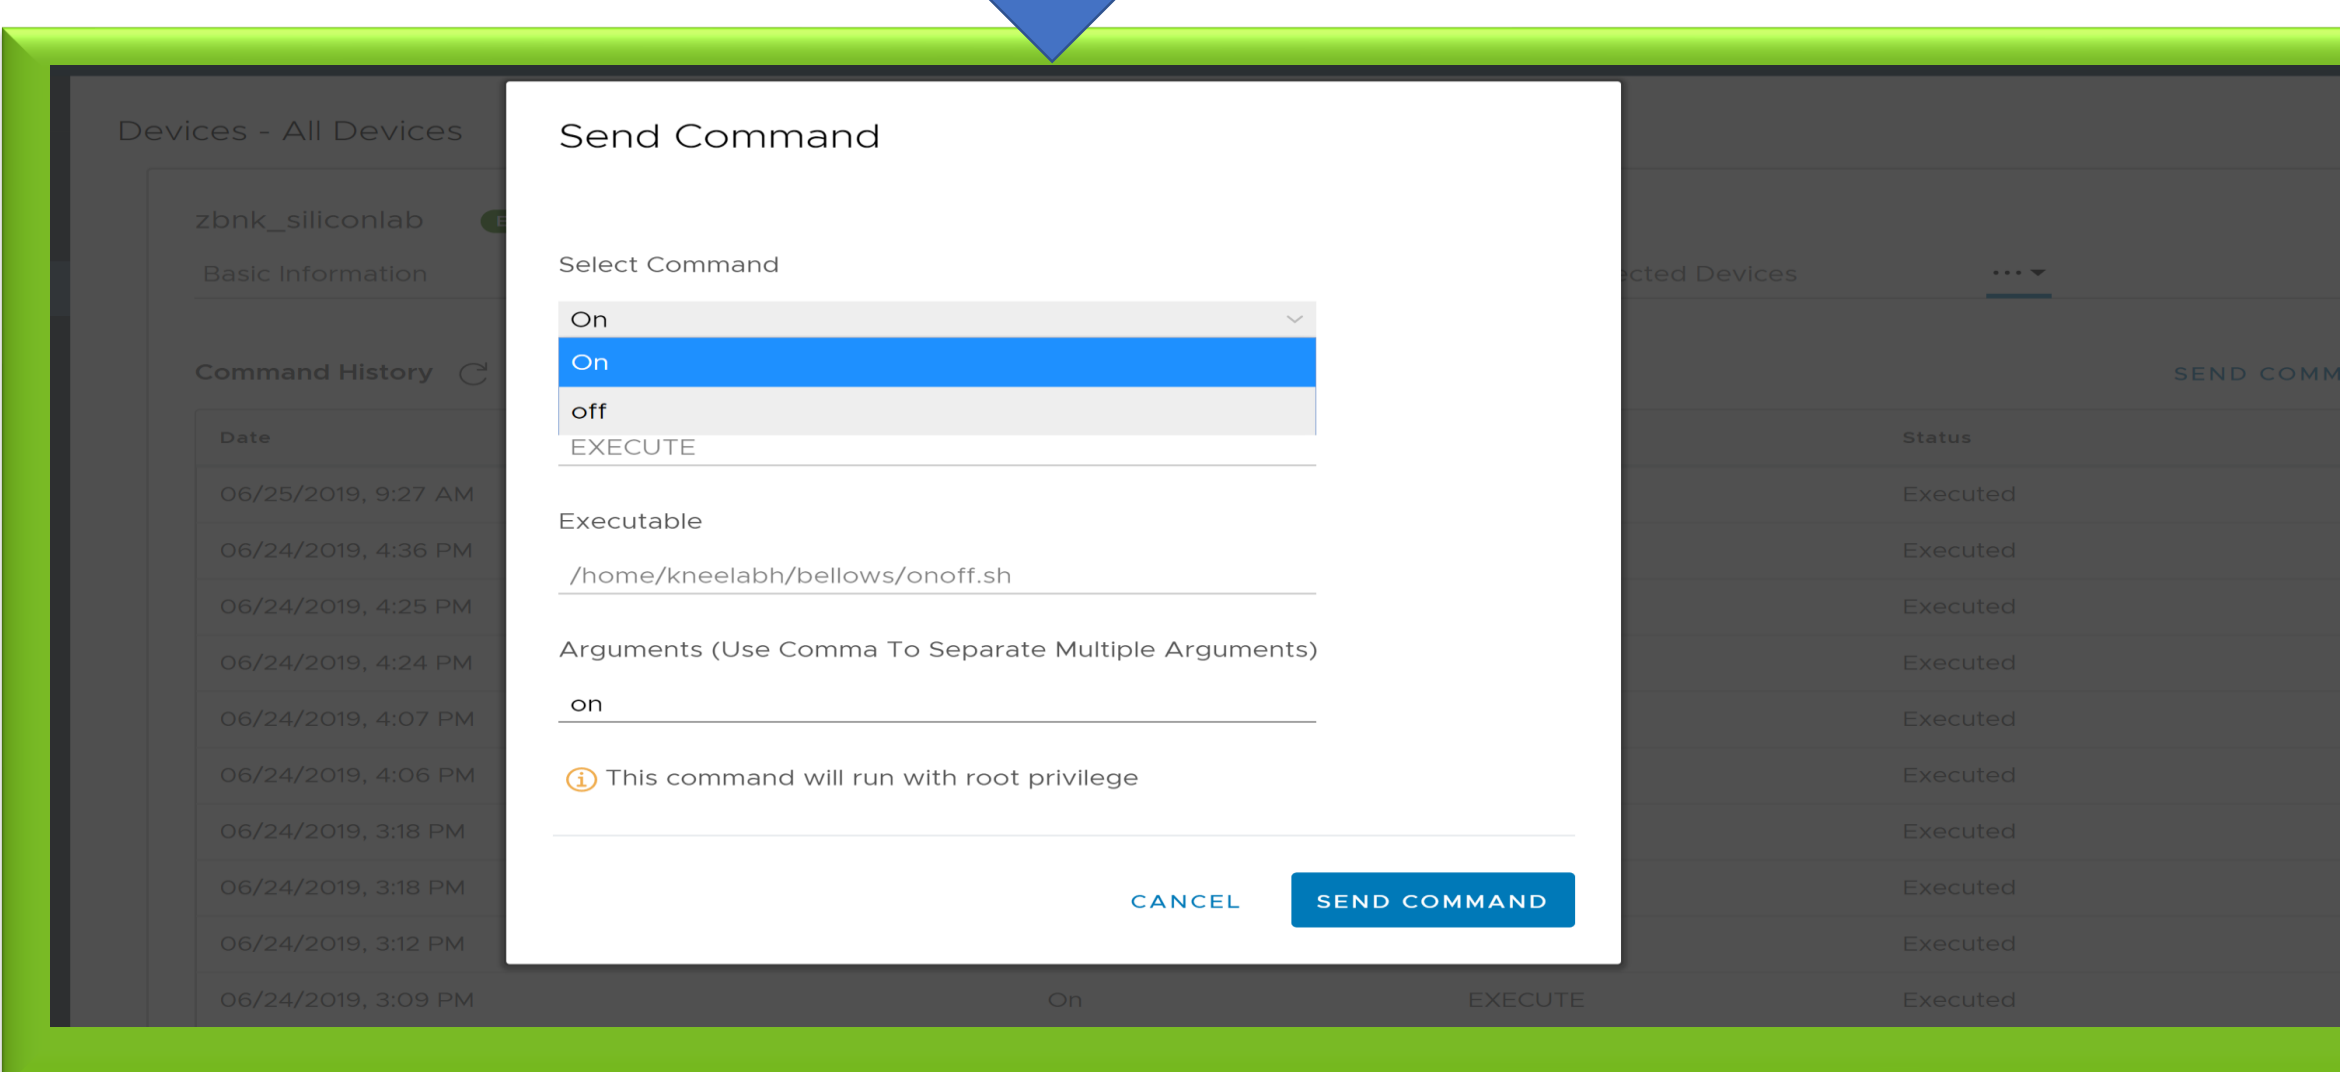 Devices - All Devices
Send Command
zbnk_siliconlab
Select Command
Basic Information
ected Devices
On
On
Command History
SEND COMM
off
Date
EXECUTE
Status
06/25/2019, 9:27 AM
Executed
Executable
06/24/2019, 4:36 PM
Executed
/home/kneelabh/bellows/onoff.sh
06/24/2019, 4:25 PM
Executed
Arguments (Use Comma To Separate Multiple Arguments)
06/24/2019, 4:24 PM
Executed
on
06/24/2019, 4:07 PM
Executed
This command will run with root privilege
06/24/2019, 4:06 PM
Executed
06/24/2019, 3:18 PM
Executed
06/24/2019, 3:18 PM
Executed
CANCEL
SEND COMMAND
06/24/2019, 3:12 PM
Executed
06/24/2019, 3:09 PM
On
EXECUTE
Executed